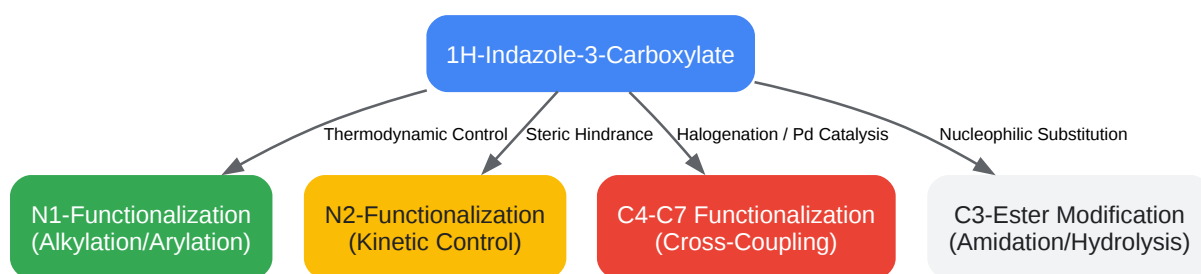 1H-Indazole-3-Carboxylate
Thermodynamic Control
Steric Hindrance
Halogenation / Pd Catalysis
Nucleophilic Substitution
N1-Functionalization
(Alkylation/Arylation)
N2-Functionalization
(Kinetic Control)
C4-C7 Functionalization
(Cross-Coupling)
C3-Ester Modification
(Amidation/Hydrolysis)